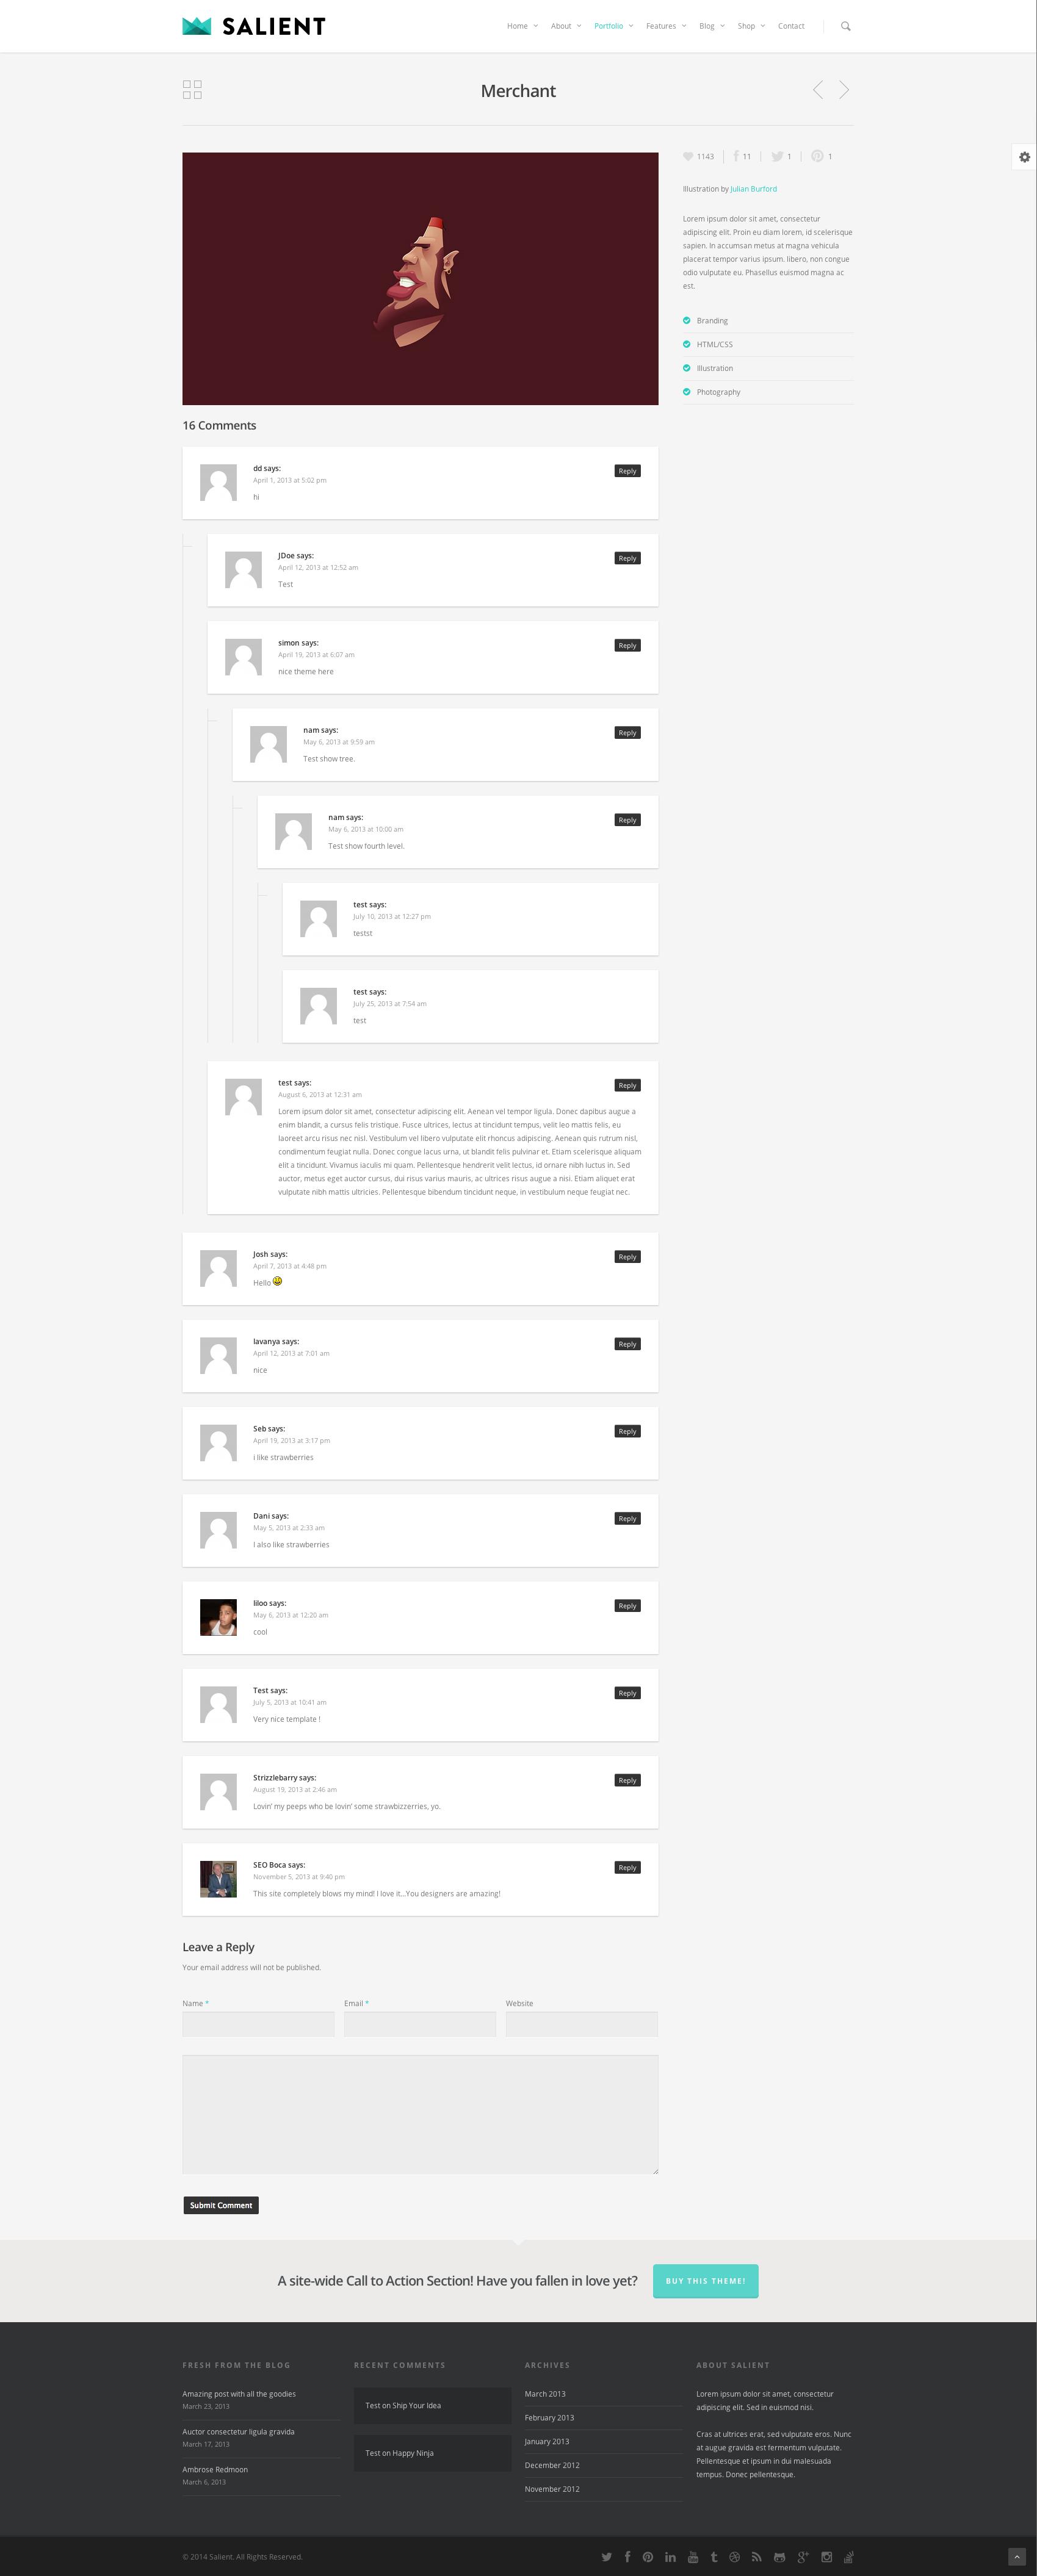 SALIENT
Home About Portfolio Features Blog Shop Contact
Merchant
1143 11 1 1
Illustration by Julian Burford
Lorem ipsum dolor sit amet, consectetur
adipiscing elit. Proin eu diam lorem, id scelerisque
sapien. In accumsan metus at magna vehicula
placerat tempor varius ipsum. libero, non congue
odio vulputate eu. Phasellus euismod magna ac
est.
Branding
HTML/CSS
Illustration
Photography
16 Comments
dd says:
Reply
April 1, 2013 at 5:02 pm
hi
JDoe says:
Reply
April 12, 2013 at 12:52 am
Test
simon says:
Reply
April 19, 2013 at 6:07 am
nice theme here
nam says:
Reply
May 6, 2013 at 9:59 am
Test show tree.
nam says:
Reply
May 6, 2013 at 10:00 am
Test show fourth level.
test says:
July 10, 2013 at 12:27 pm
testst
test says:
July 25, 2013 at 7:54 am
test
test says:
Reply
August 6, 2013 at 12:31 am
Lorem ipsum dolor sit amet, consectetur adipiscing elit. Aenean vel tempor ligula. Donec dapibus augue a
enim blandit, a cursus felis tristique. Fusce ultrices, lectus at tincidunt tempus, velit leo mattis felis, eu
laoreet arcu risus nec nisl. Vestibulum vel libero vulputate elit rhoncus adipiscing. Aenean quis rutrum nisl,
condimentum feugiat nulla. Donec congue lacus urna, ut blandit felis pulvinar et. Etiam scelerisque aliquam
elit a tincidunt. Vivamus iaculis mi quam. Pellentesque hendrerit velit lectus, id ornare nibh luctus in. Sed
auctor, metus eget auctor cursus, dui risus varius mauris, ac ultrices risus augue a nisi. Etiam aliquet erat
vulputate nibh mattis ultricies. Pellentesque bibendum tincidunt neque, in vestibulum neque feugiat nec.
Josh says:
Reply
April 7, 2013 at 4:48 pm
Hello
lavanya says:
Reply
April 12, 2013 at 7:01 am
nice
Seb says:
Reply
April 19, 2013 at 3:17 pm
i like strawberries
Dani says:
Reply
May 5, 2013 at 2:33 am
I also like strawberries
liloo says:
Reply
May 6, 2013 at 12:20 am
cool
Test says:
Reply
July 5, 2013 at 10:41 am
Very nice template !
Strizzlebarry says:
Reply
August 19, 2013 at 2:46 am
Lovin' my peeps who be lovin' some strawbizzerries, yo.
SEO Boca says:
Reply
November 5, 2013 at 9:40 pm
This site completely blows my mind! I love it...You designers are amazing!
Leave a Reply
Your email address will not be published.
Name * Email * Website
Submit Comment
A site-wide Call to Action Section! Have you fallen in love yet?
BUY THIS THEME!
FRESH FROM THE BLOG
Amazing post with all the goodies
March 23, 2013
Auctor consectetur ligula gravida
March 17, 2013
Ambrose Redmoon
March 6, 2013
RECENT COMMENTS
Test on Ship Your Idea
Test on Happy Ninja
ARCHIVES
March 2013
February 2013
January 2013
December 2012
November 2012
ABOUT SALIENT
Lorem ipsum dolor sit amet, consectetur
adipiscing elit. Sed in euismod nisi.
Cras at ultrices erat, sed vulputate eros. Nunc
at augue gravida est fermentum vulputate.
Pellentesque et ipsum in dui malesuada
tempus. Donec pellentesque.
© 2014 Salient. All Rights Reserved.